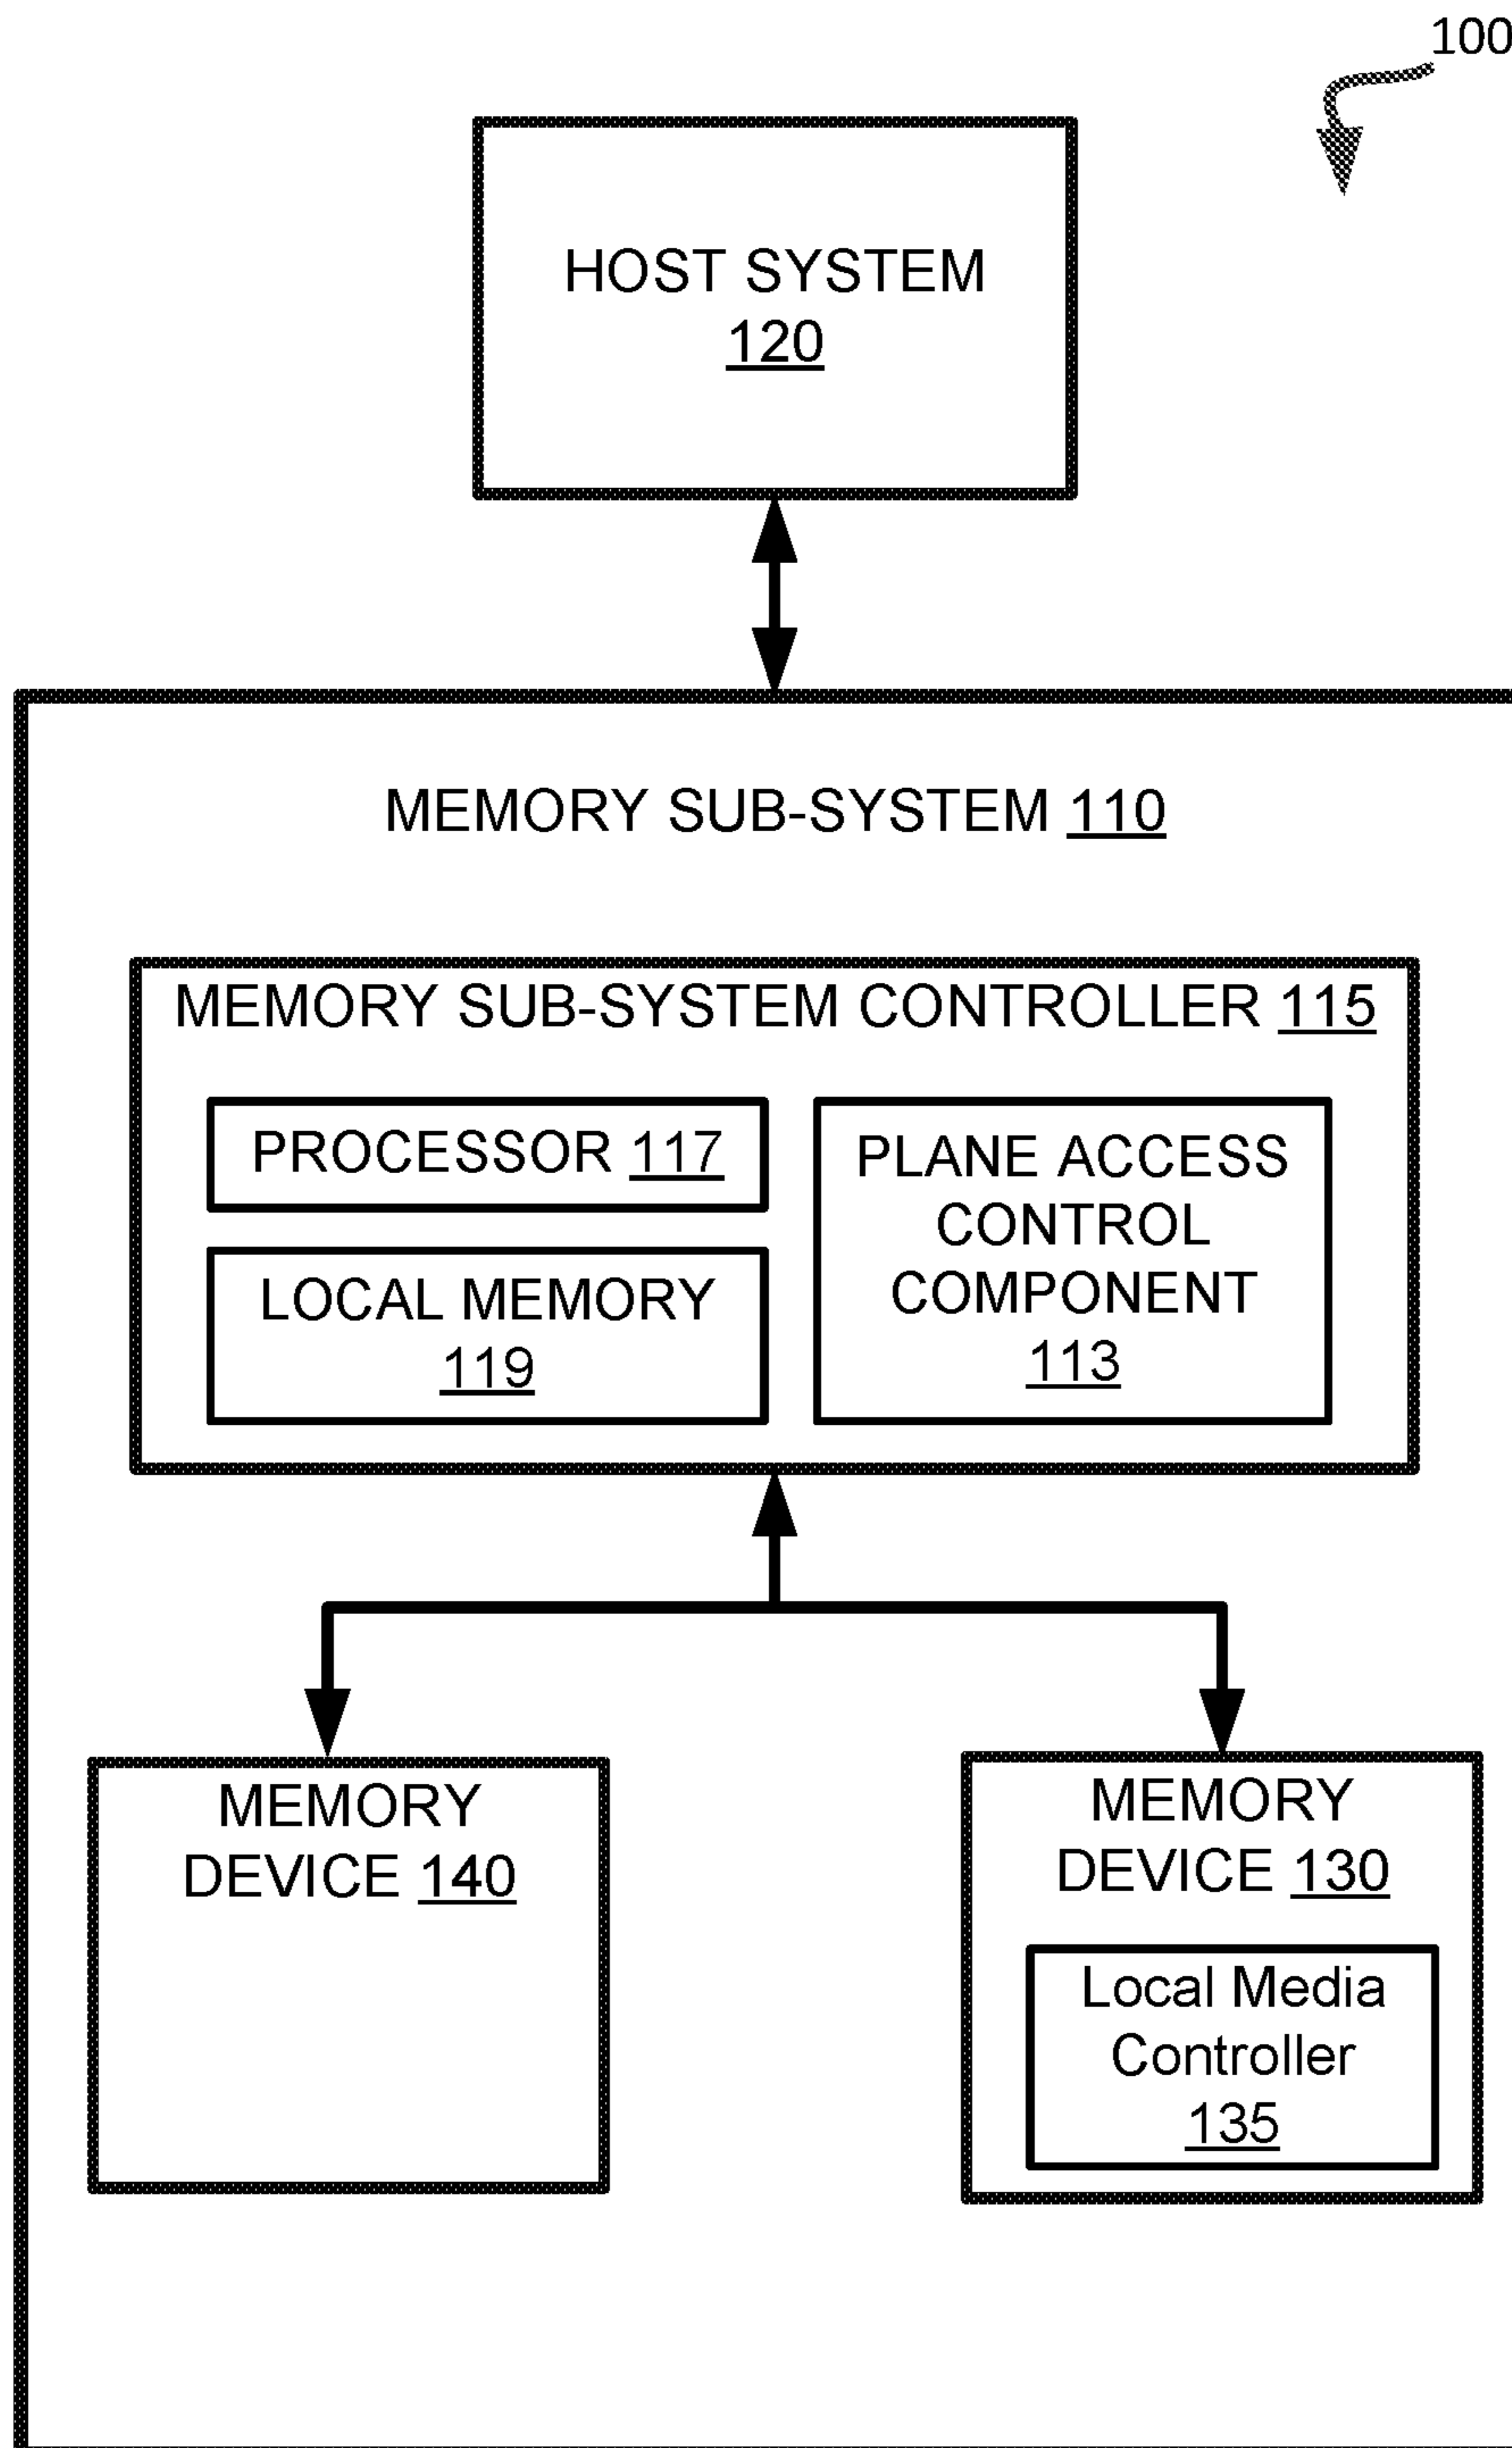 100
HOST SYSTEM
120
MEMORY SUB-SYSTEM 110
MEMORY SUB-SYSTEM CONTROLLER 115
PROCESSOR 117
LOCAL MEMORY
119
PLANE ACCESS
CONTROL
COMPONENT
113
MEMORY
DEVICE 140
MEMORY
DEVICE 130
Local Media
Controller
135